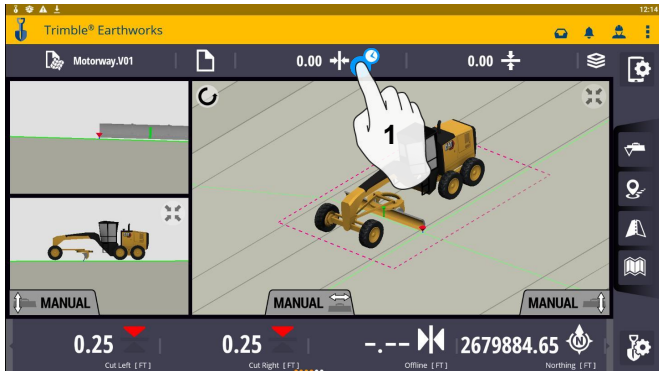 12:14
Trimble® Earthworks
Motorway.V01
0.00
0.00
1
MANUAL
MANUAL
MANUAL
0.25
0.25
-.--
2679884.65
N
Cut Left [FT]
Cut Right [FT]
Offline [FT]
Northing [FT]